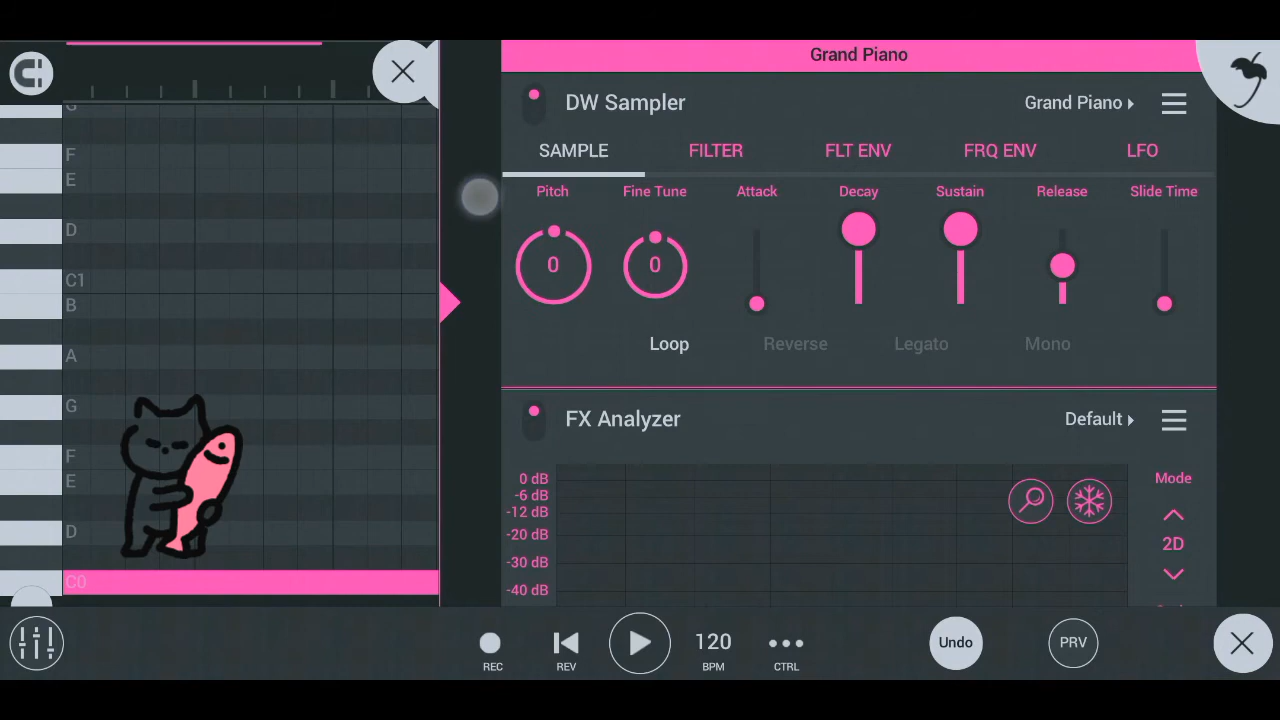 Grand Piano
DW Sampler
Grand Piano
SAMPLE FILTER FLT ENV FRQ ENV LFO
Pitch Fine Tune Attack Decay Sustain Release Slide Time
0 0
Loop Reverse Legato Mono
FX Analyzer
Default
0 dB
-6 dB
-12 dB
-20 dB
-30 dB
-40 dB
Mode
2D
G
F
E
D
C1
B
A
G
F
E
D
C0
REC
REV
120
BPM
CTRL
Undo
PRV